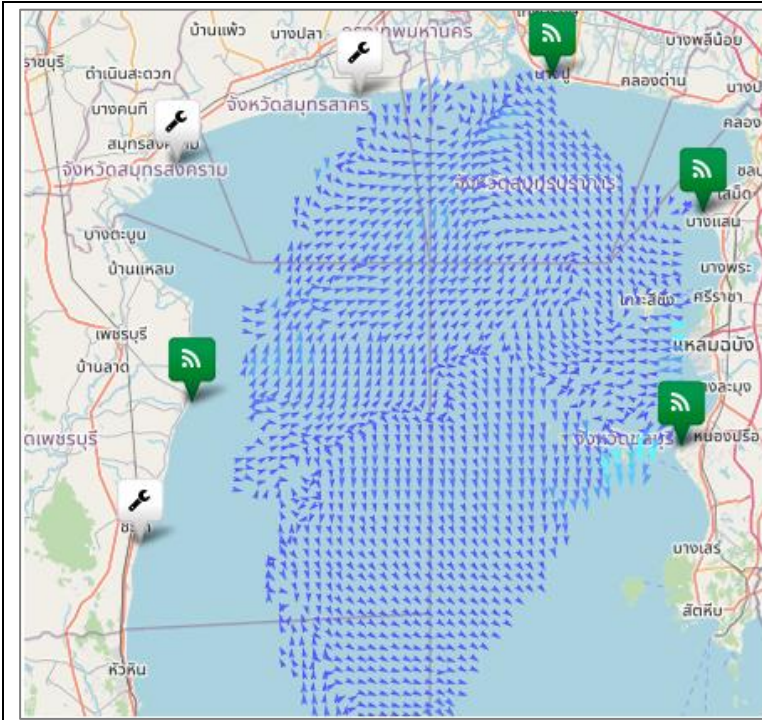 บ้านแพ้ว
บางปลา
กรุงเทพมหานคร
บางพลีน้อย
ราชบุรี
ดำเนินสะดวก
บางปู
คลองด่าน
บางคนที
จังหวัดสมุทรสาคร
คลอง
จังหวัดสมุทรสงคราม
จังหวัดสมุทรปราการ
เสม็ด
บางแสน
บางตะบูน
บ้านแหลม
บางพระ
เกาะสีชัง
ศรีราชา
เพชรบุรี
แหลมฉบัง
บ้านลาด
บางละมุง
จังหวัดชลบุรี
หนองปรือ
ชะอำ
บางเสร่
สัตหีบ
หัวหิน